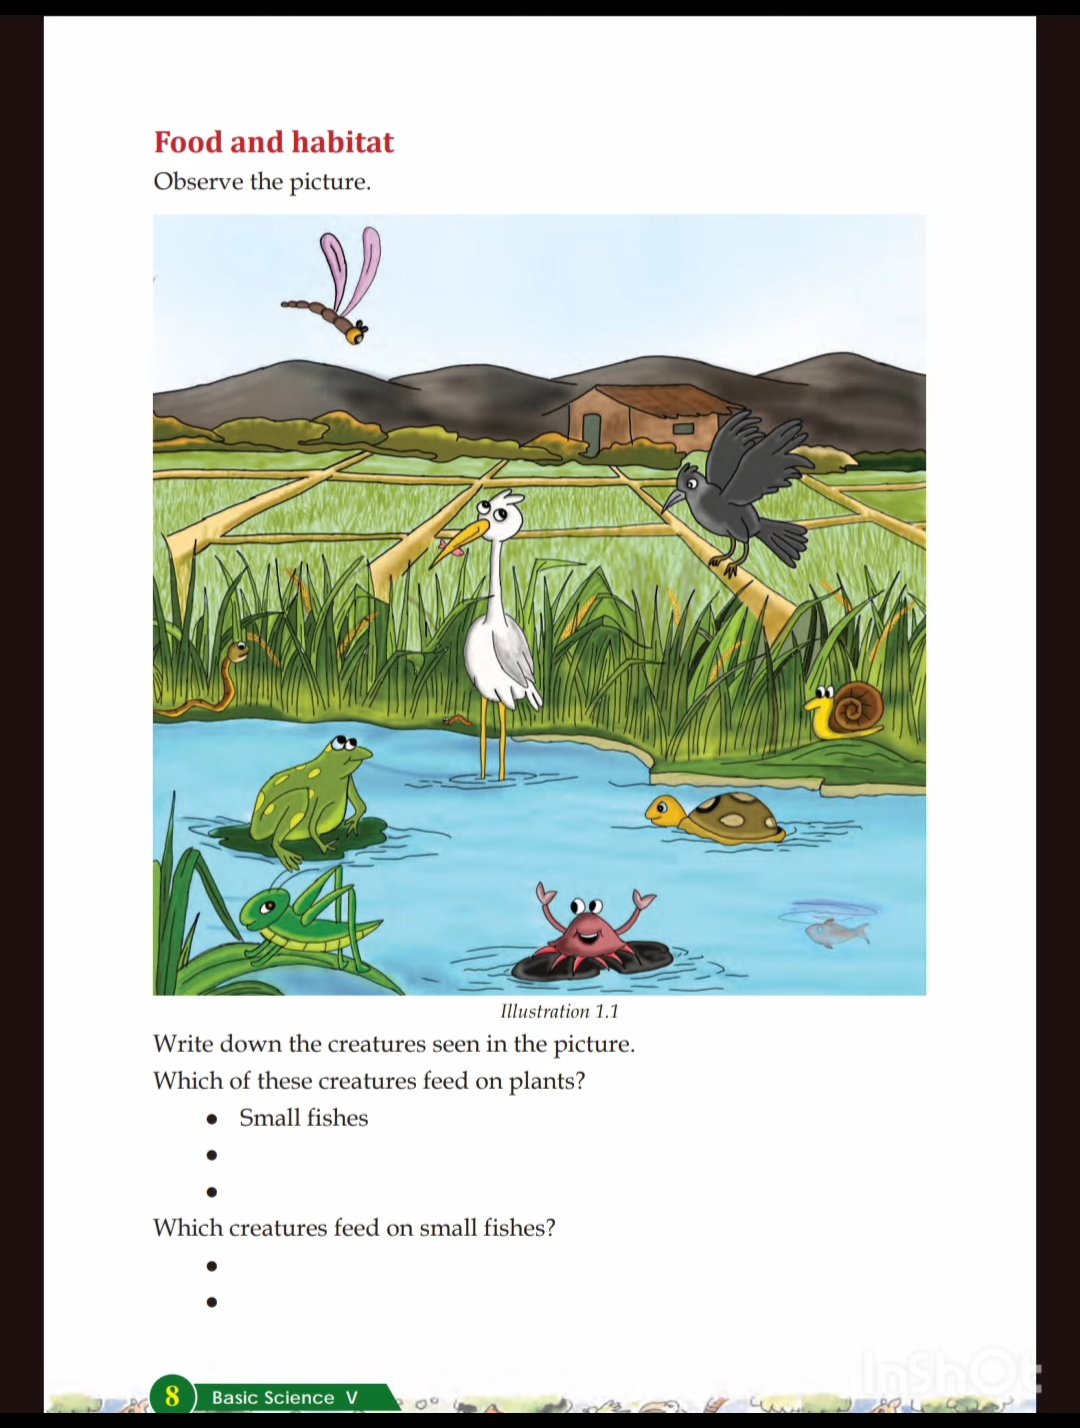 Food and habitat
Observe the picture.
Illustration 1.1
Write down the creatures seen in the picture.
Which of these creatures feed on plants?
• Small fishes
•
•
Which creatures feed on small fishes?
•
•
8 Basic Science V
InShOt